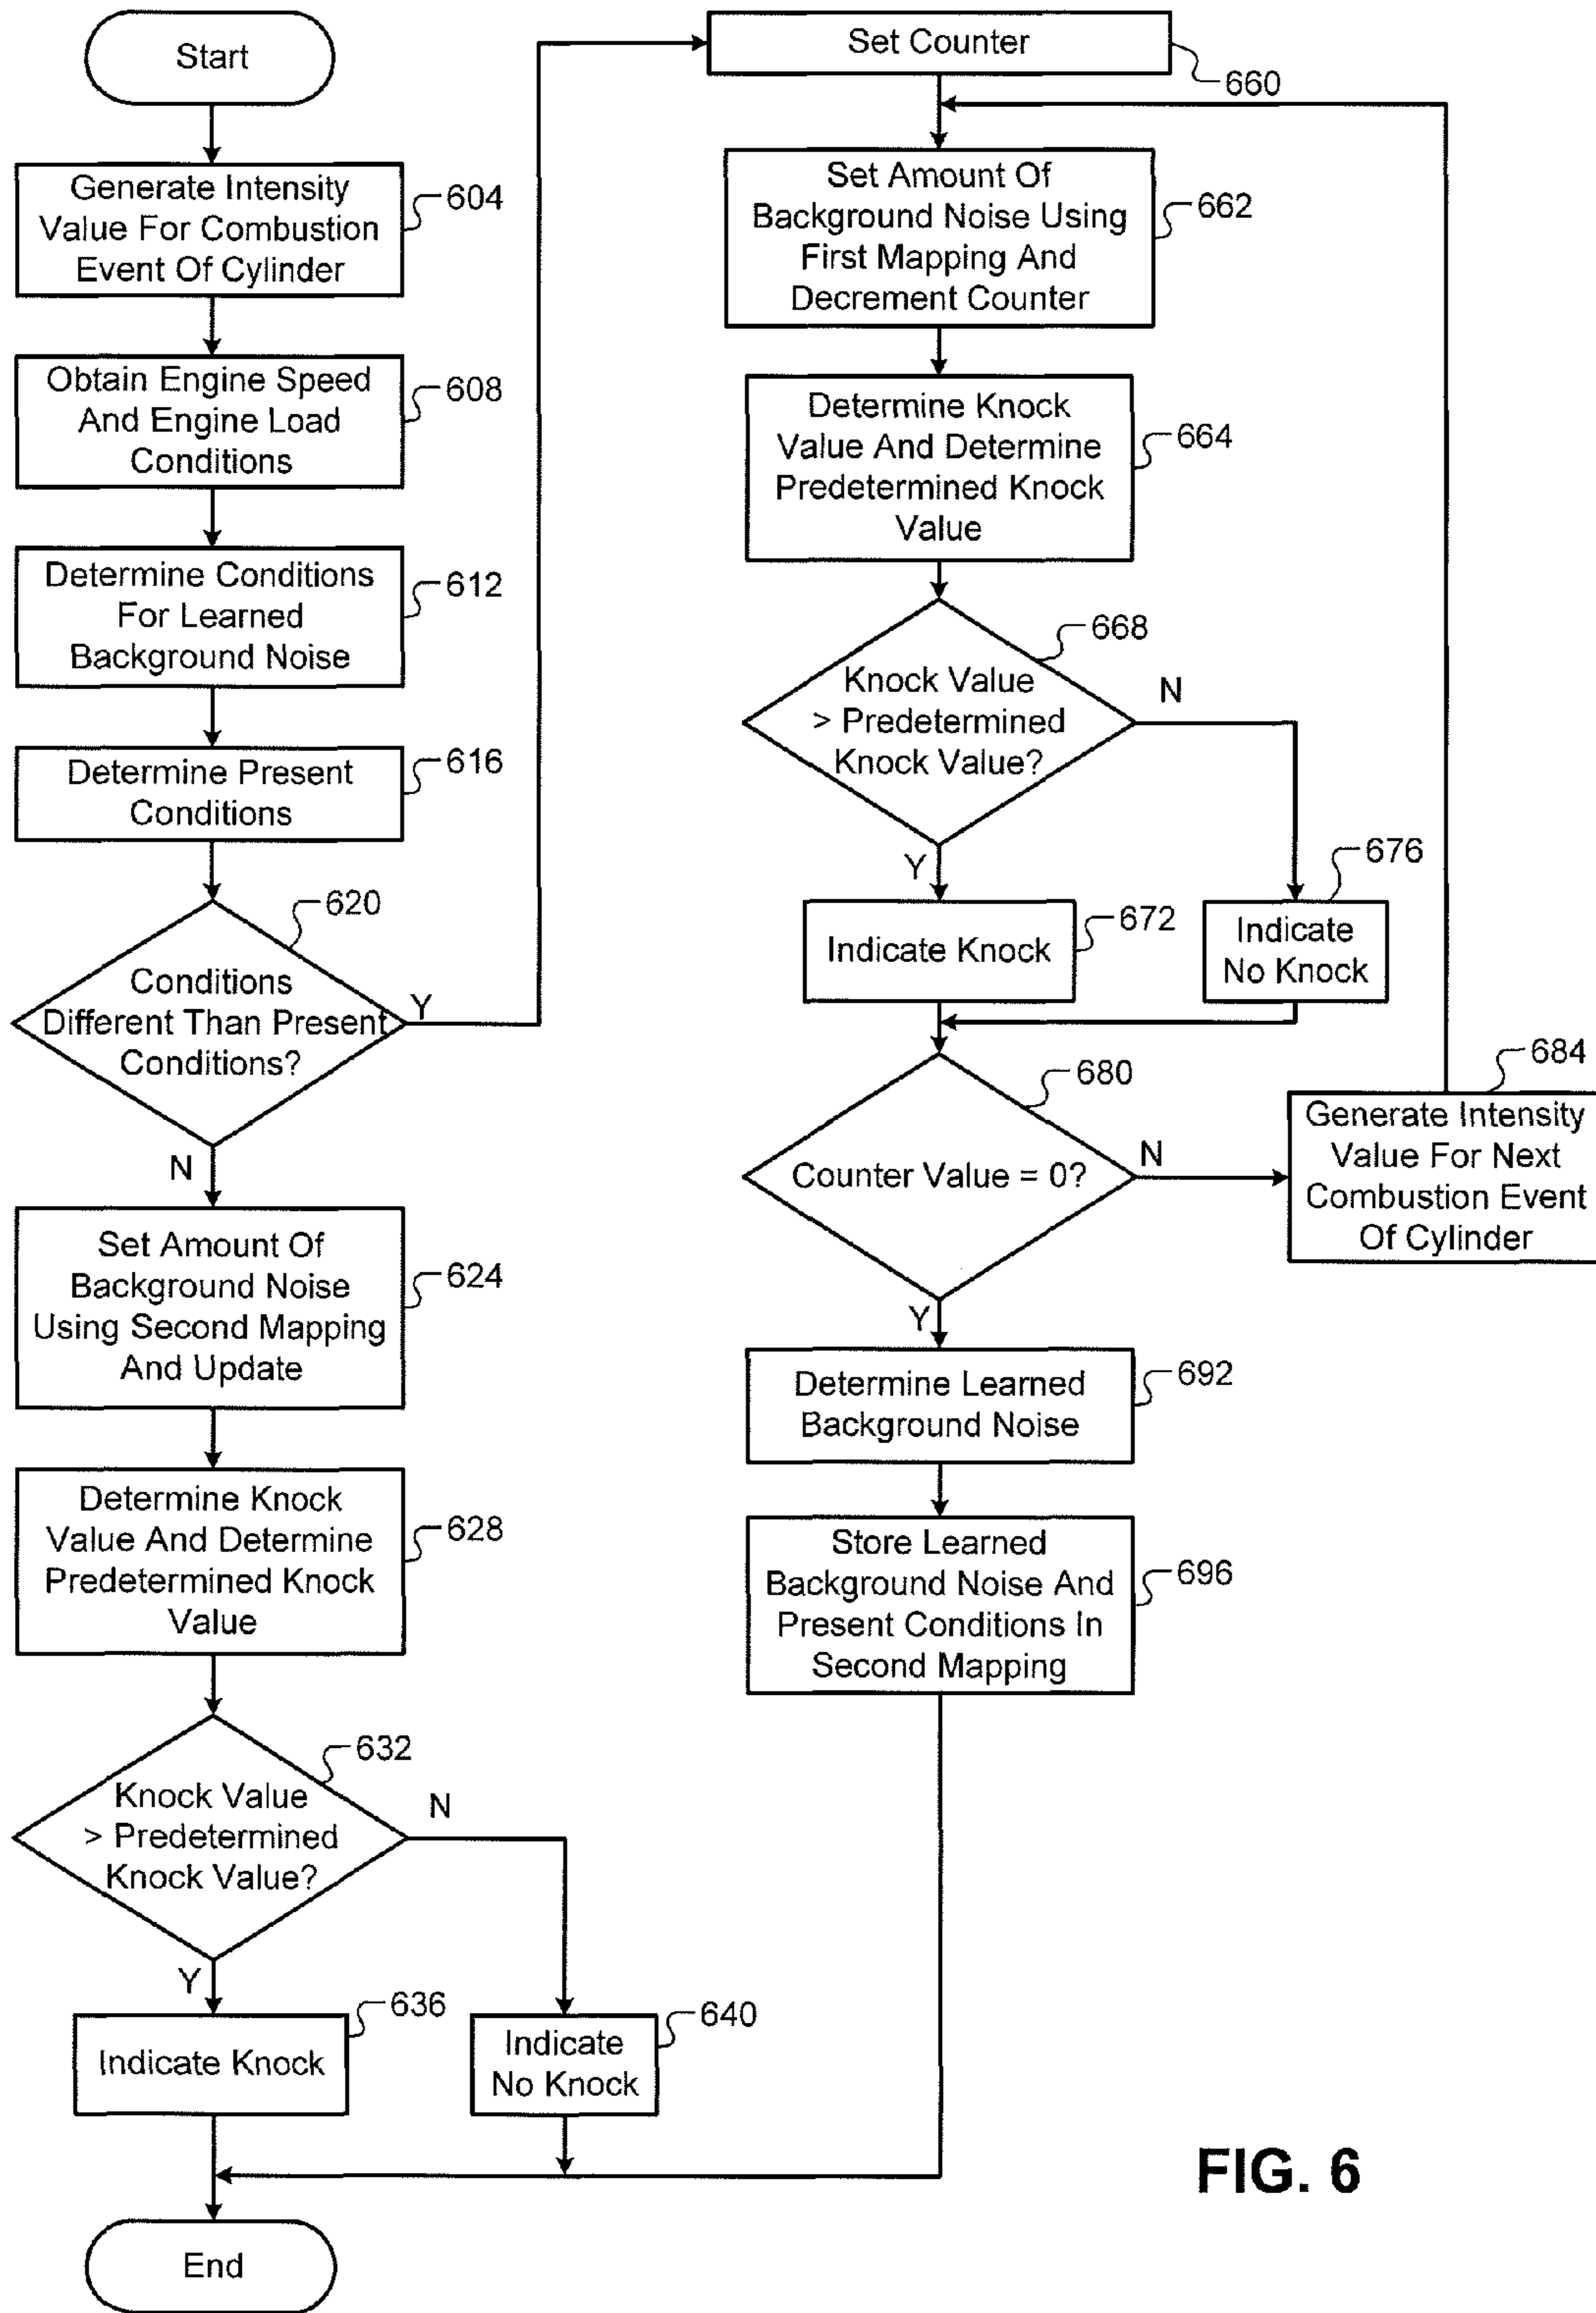 Start
Generate Intensity
Value For Combustion
Event Of Cylinder
604
Obtain Engine Speed
And Engine Load
Conditions
608
Determine Conditions
For Learned
Background Noise
612
Determine Present
Conditions
616
620
Conditions
Different Than Present
Conditions?
Y
N
Set Amount Of
Background Noise
Using Second Mapping
And Update
624
Determine Knock
Value And Determine
Predetermined Knock
Value
628
632
Knock Value
> Predetermined
Knock Value?
N
Y
Indicate Knock
636
Indicate
No Knock
640
End
Set Counter
660
Set Amount Of
Background Noise Using
First Mapping And
Decrement Counter
662
Determine Knock
Value And Determine
Predetermined Knock
Value
664
668
Knock Value
> Predetermined
Knock Value?
N
Y
Indicate Knock
672
676
Indicate
No Knock
680
Counter Value = 0?
N
Y
684
Generate Intensity
Value For Next
Combustion Event
Of Cylinder
Determine Learned
Background Noise
692
Store Learned
Background Noise And
Present Conditions In
Second Mapping
696
FIG. 6